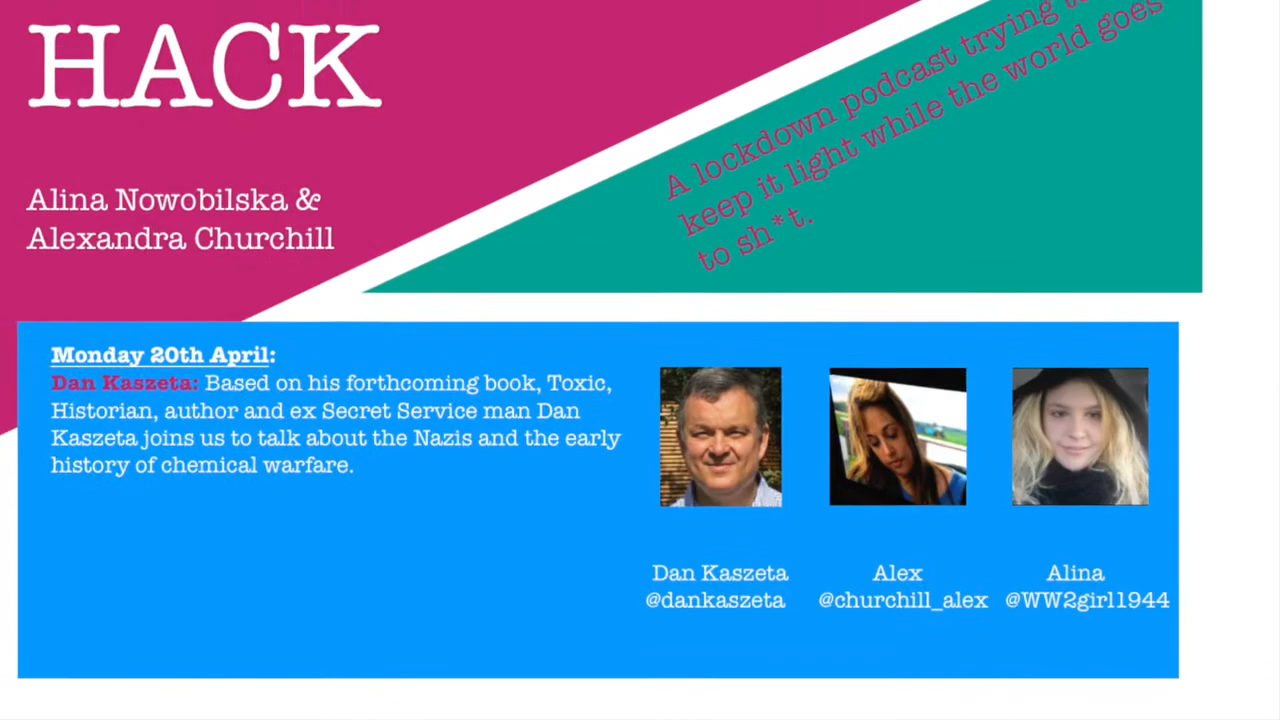 HACK
Alina Nowobilska &
Alexandra Churchill
A lockdown podcast trying to
keep it light while the world goes
to sh*t.
Monday 20th April:
Dan Kaszeta: Based on his forthcoming book, Toxic,
Historian, author and ex Secret Service man Dan
Kaszeta joins us to talk about the Nazis and the early
history of chemical warfare.
Dan Kaszeta
@dankaszeta
Alex
@churchill_alex
Alina
@WW2girl1944